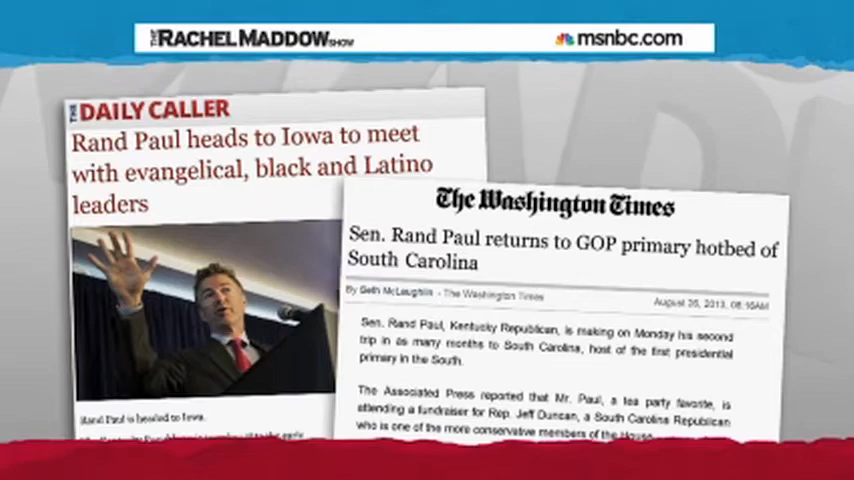 THE RACHEL MADDOW SHOW
msnbc.com
THE DAILY CALLER
Rand Paul heads to Iowa to meet
with evangelical, black and Latino
leaders
Rand Paul is headed to Iowa.
The Washington Times
Sen. Rand Paul returns to GOP primary hotbed of
South Carolina
By Seth McLaughlin - The Washington Times
August 26, 2013, 08:16AM
Sen. Rand Paul, Kentucky Republican, is making on Monday his second
trip in as many months to South Carolina, host of the first presidential
primary in the South.
The Associated Press reported that Mr. Paul, a tea party favorite, is
attending a fundraiser for Rep. Jeff Duncan, a South Carolina Republican
who is one of the more conservative members of the House